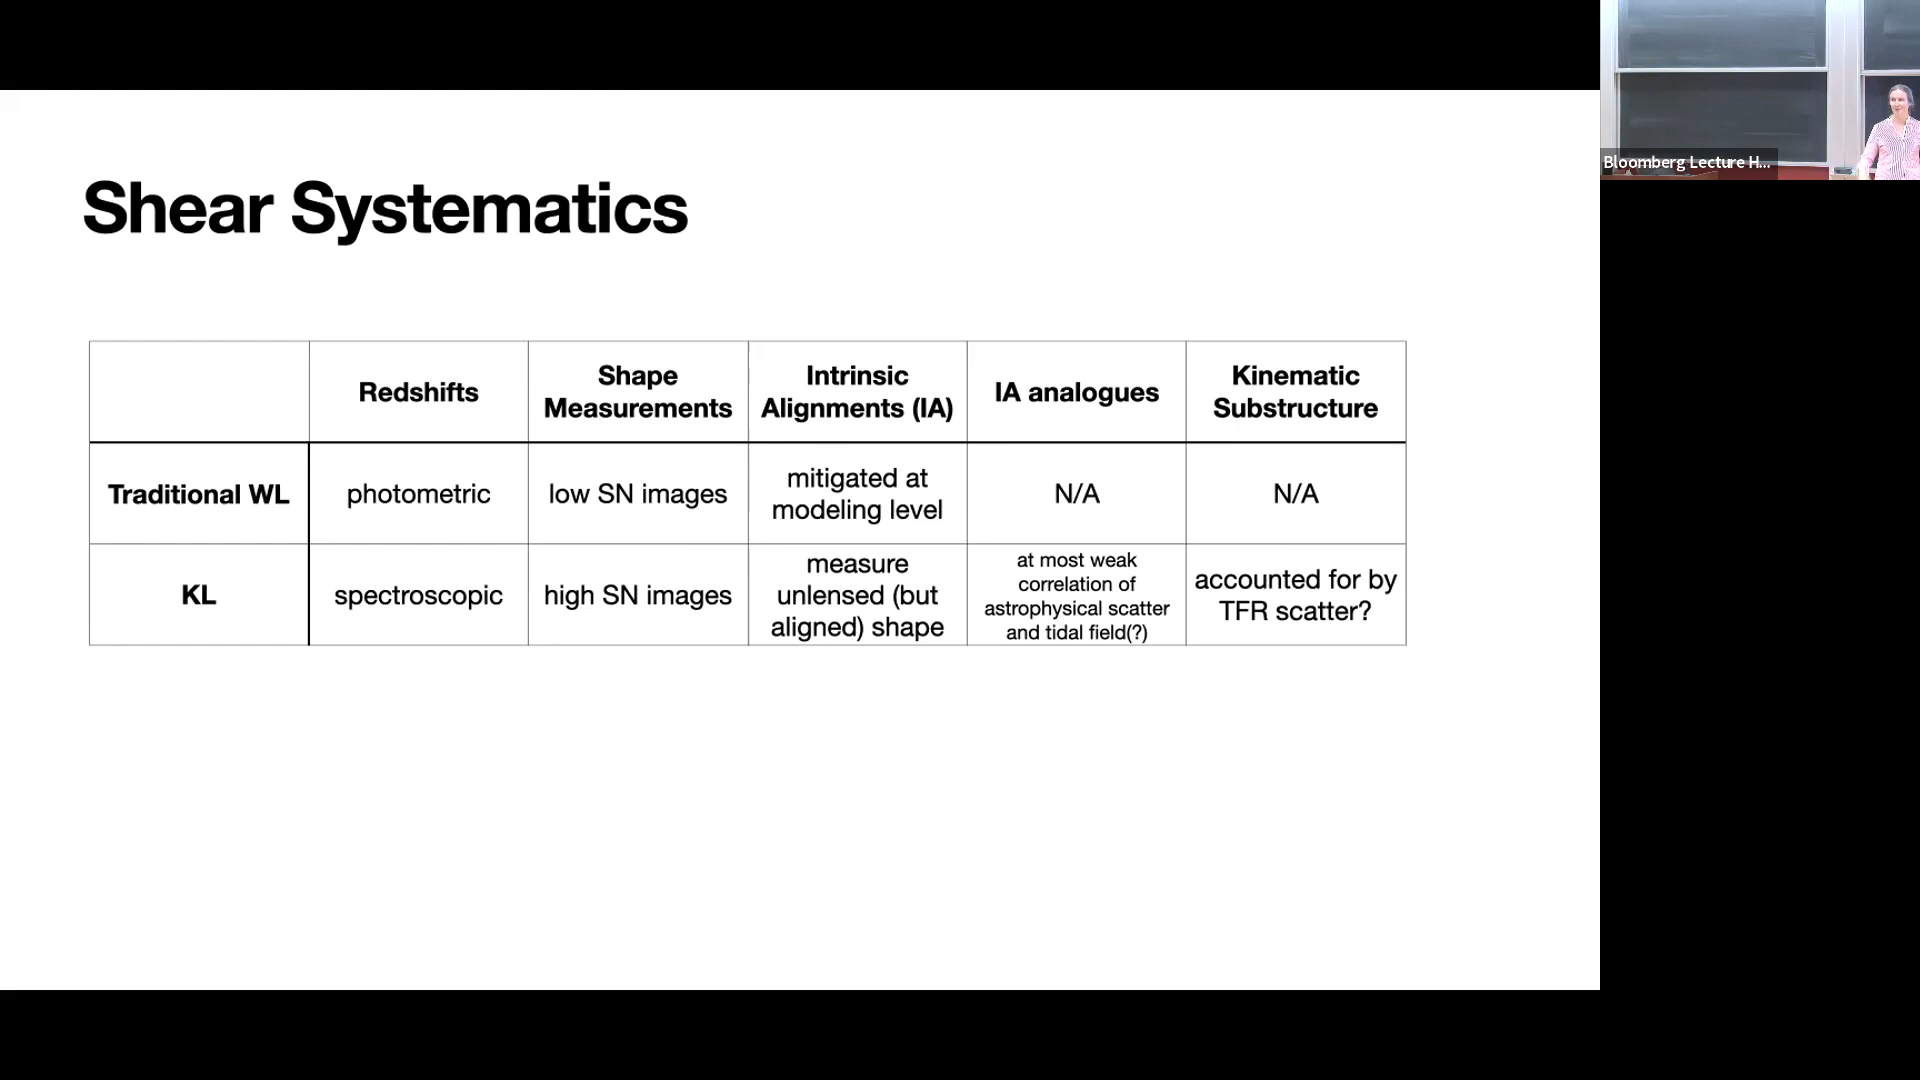 Bloomberg Lecture H...
Shear Systematics
Redshifts
Shape
Measurements
Intrinsic
Alignments (IA)
IA analogues
Kinematic
Substructure
Traditional WL
photometric
low SN images
mitigated at
modeling level
N/A
N/A
KL
spectroscopic
high SN images
measure
unlensed (but
aligned) shape
at most weak
correlation of
astrophysical scatter
and tidal field(?)
accounted for by
TFR scatter?